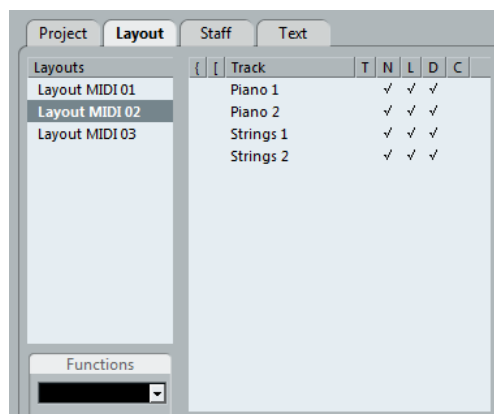 Project Layout Staff Text
Layouts { [ Track T N L D C
Layout MIDI 01 Piano 1 √ √ √
Layout MIDI 02 Piano 2 √ √ √
Layout MIDI 03 Strings 1 √ √ √
Strings 2 √ √ √
Functions